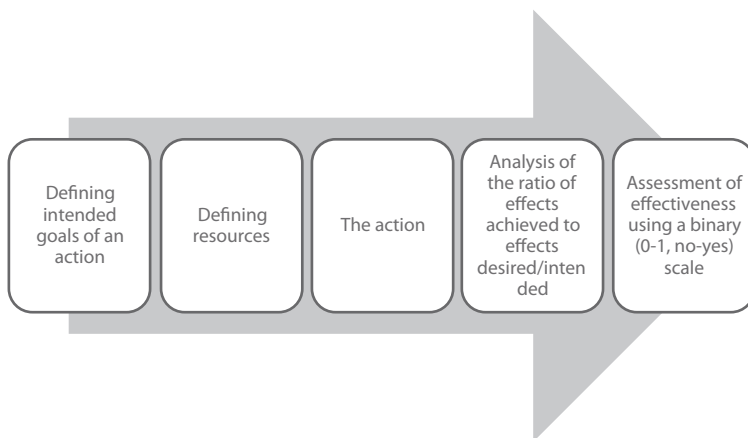 Defining
intended
goals of an
action
Defining
resources
The action
Analysis of
the ratio of
effects
achieved to
effects
desired/inten
ded
Assessment of
effectiveness
using a binary
(0-1, no-yes)
scale